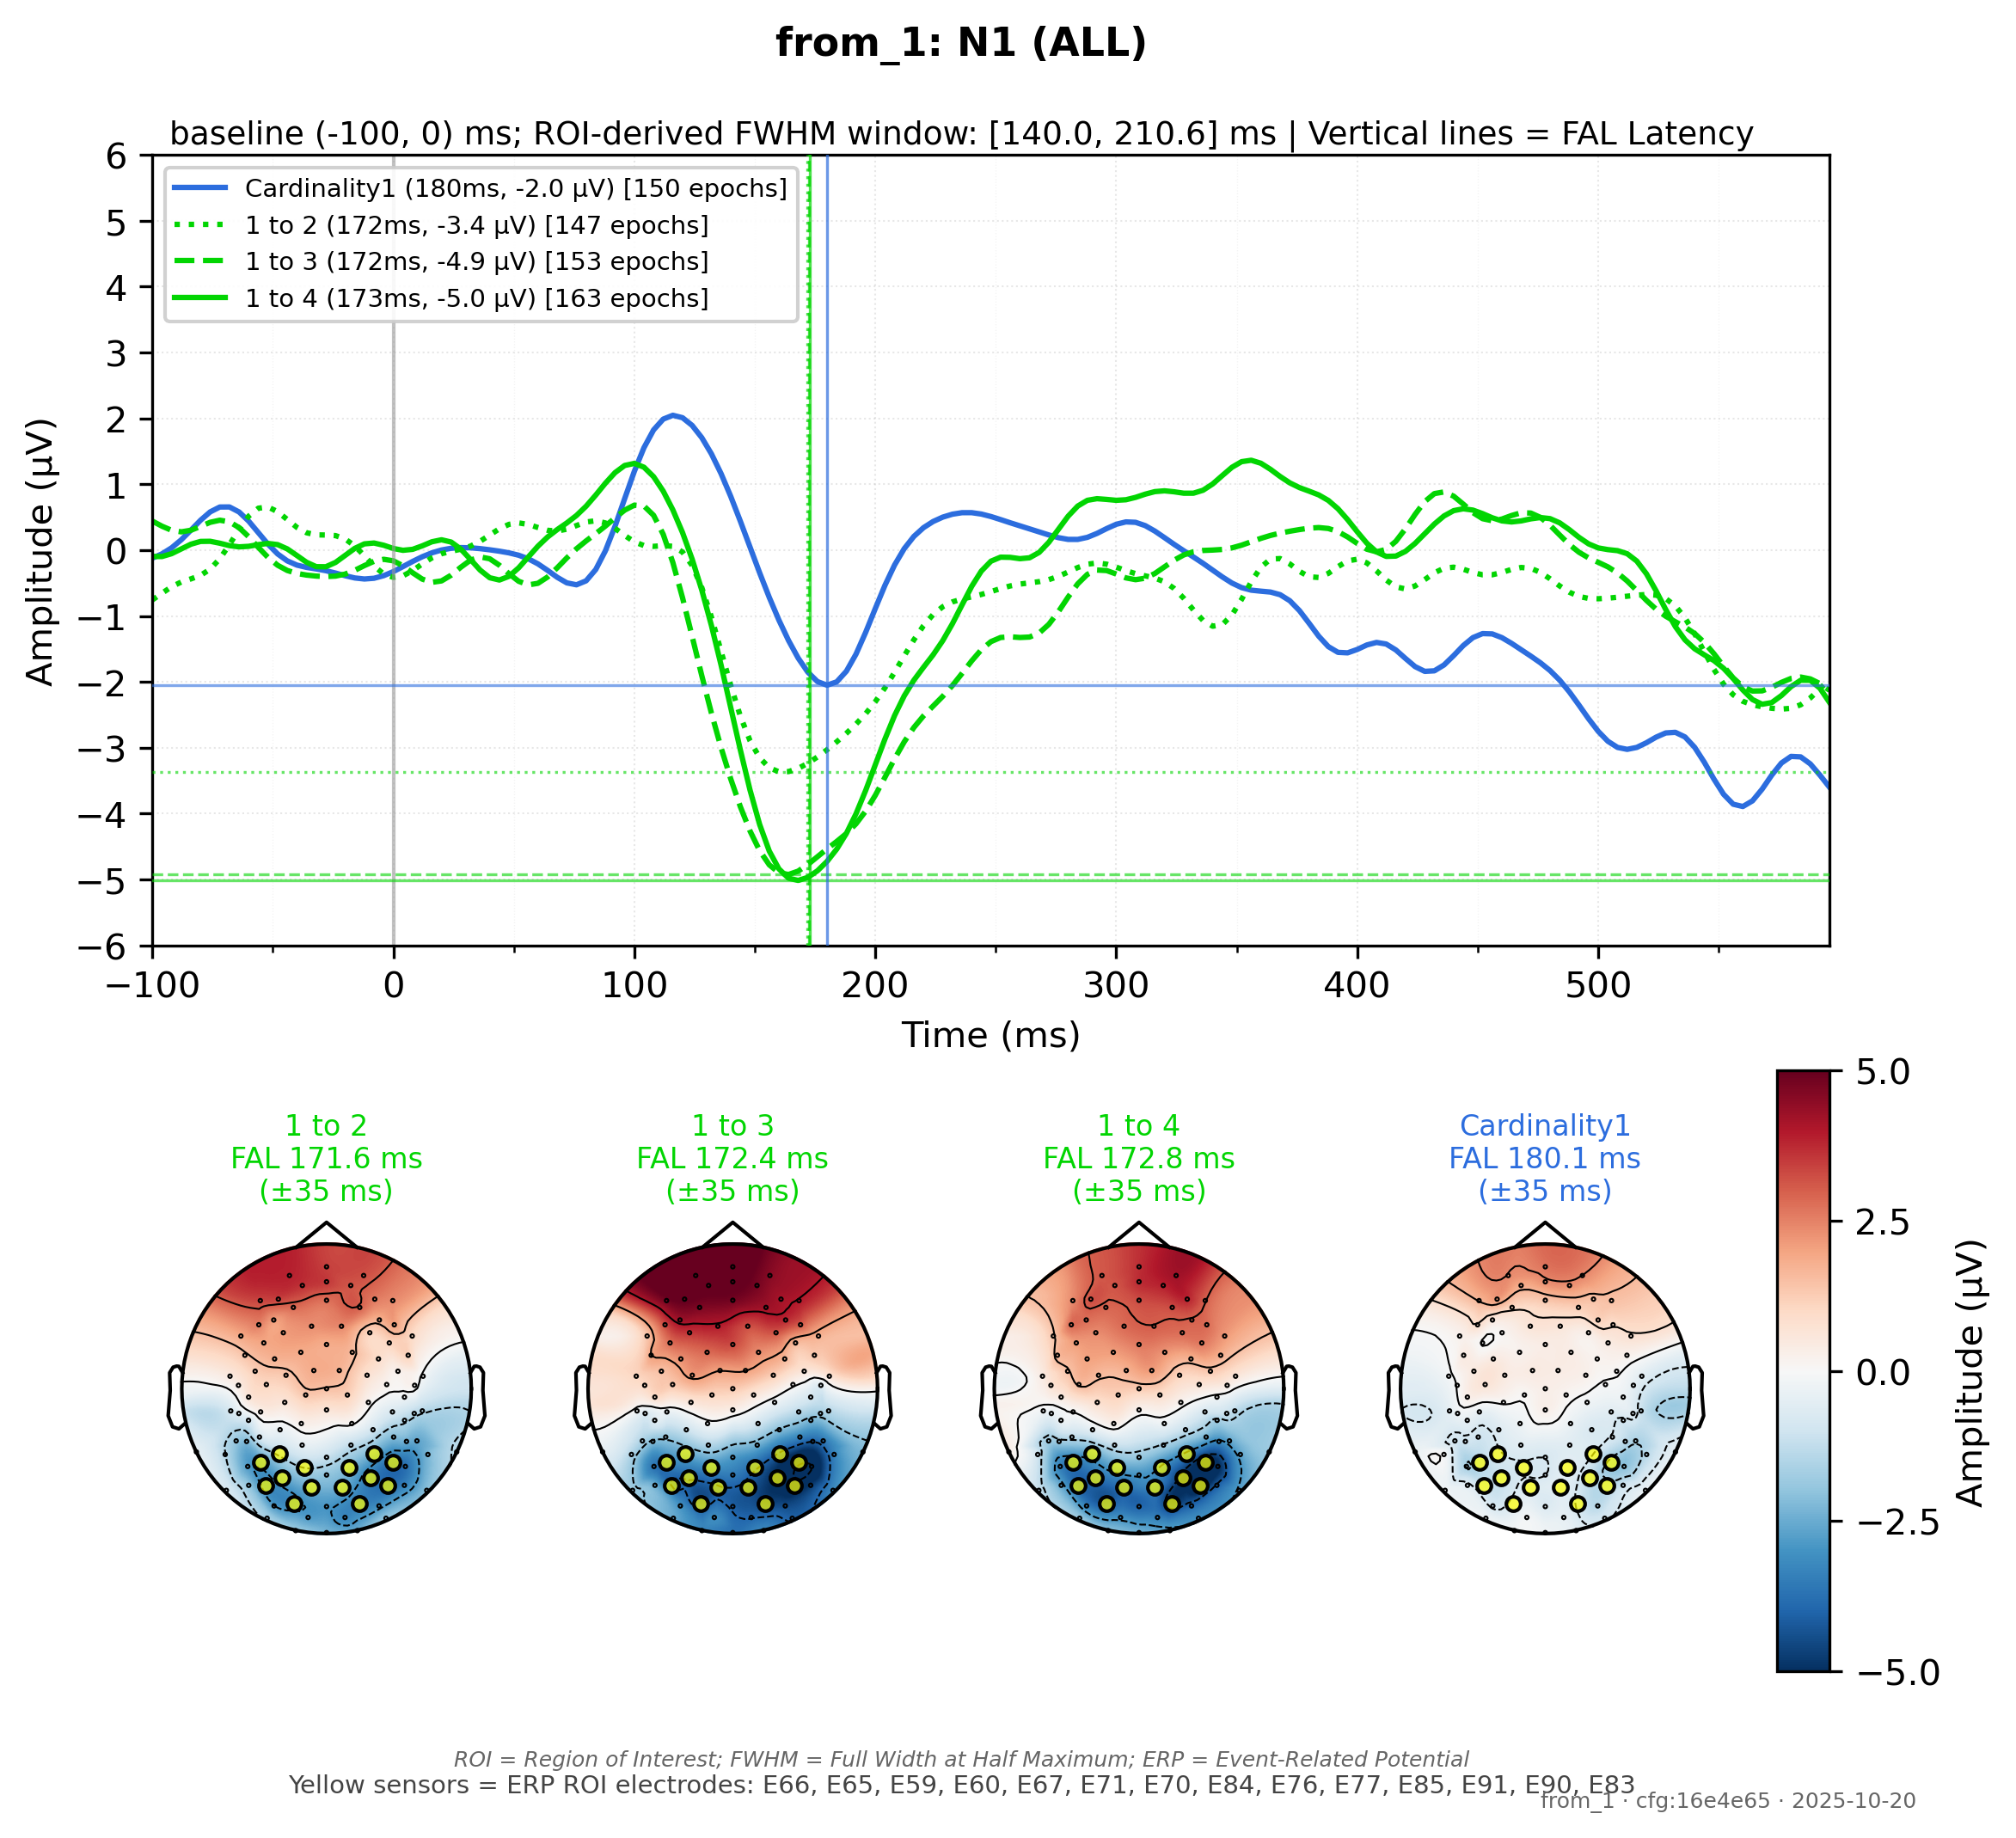 from_1: N1 (ALL)
baseline (-100, 0) ms; ROI-derived FWHM window: [140.0, 210.6] ms | Vertical lines = FAL Latency
Cardinality1 (180ms, -2.0 µV) [150 epochs]
1 to 2 (172ms, -3.4 µV) [147 epochs]
1 to 3 (172ms, -4.9 µV) [153 epochs]
1 to 4 (173ms, -5.0 µV) [163 epochs]
Amplitude (µV)
6
5
4
3
2
1
0
−1
−2
−3
−4
−5
−6
−100 0 100 200 300 400 500
Time (ms)
1 to 2
FAL 171.6 ms
(±35 ms)
1 to 3
FAL 172.4 ms
(±35 ms)
1 to 4
FAL 172.8 ms
(±35 ms)
Cardinality1
FAL 180.1 ms
(±35 ms)
5.0
2.5
0.0
−2.5
−5.0
Amplitude (µV)
ROI = Region of Interest; FWHM = Full Width at Half Maximum; ERP = Event-Related Potential
Yellow sensors = ERP ROI electrodes: E66, E65, E59, E60, E67, E71, E70, E84, E76, E77, E85, E91, E90, E83
from_1 · cfg:16e4e65 · 2025-10-20